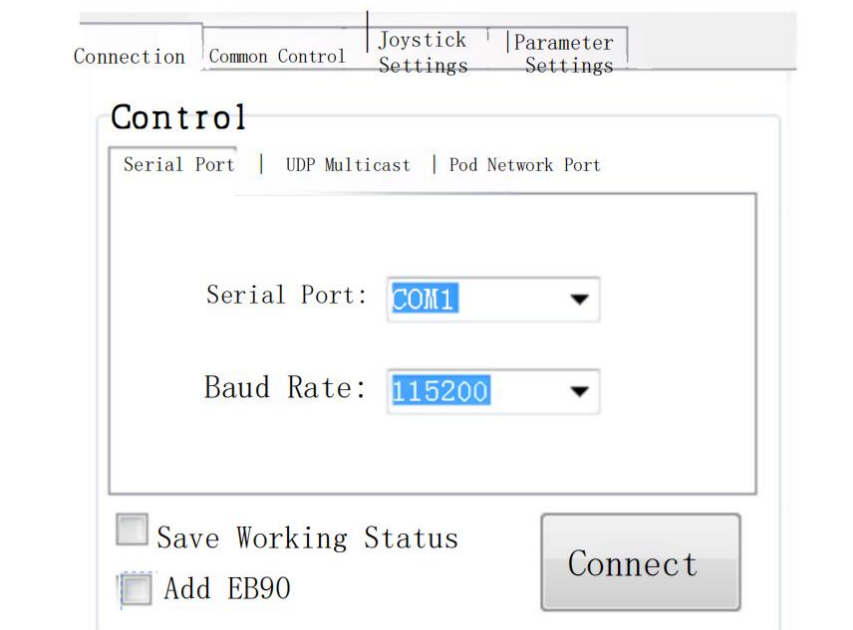 Connection Common Control |Joystick Settings |Parameter Settings
Control
Serial Port | UDP Multicast | Pod Network Port
Serial Port: COM1
Baud Rate: 115200
Save Working Status
Add EB90
Connect